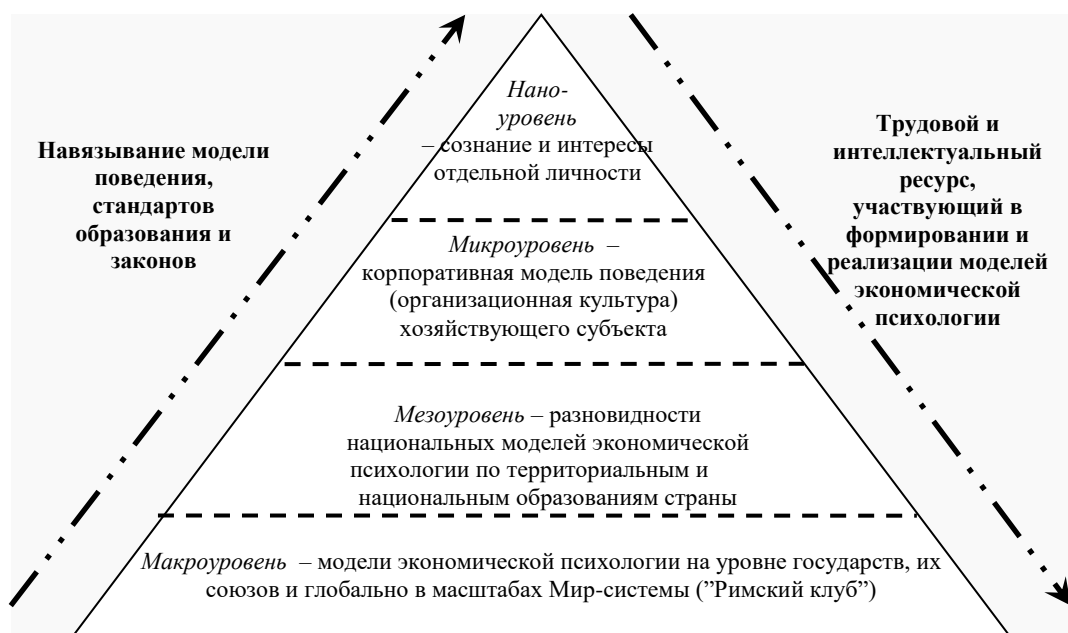 Навязывание модели
поведения,
стандартов
образования и
законов
Нано-
уровень
– сознание и интересы
отдельной личности
Микроуровень –
корпоративная модель поведения
(организационная культура)
хозяйствующего субъекта
Мезоуровень – разновидности
национальных моделей экономической
психологии по территориальным и
национальным образованиям страны
Макроуровень – модели экономической психологии на уровне государств, их
союзов и глобально в масштабах Мир-системы (”Римский клуб”)
Трудовой и
интеллектуальный
ресурс,
участвующий в
формировании и
реализации моделей
экономической
психологии